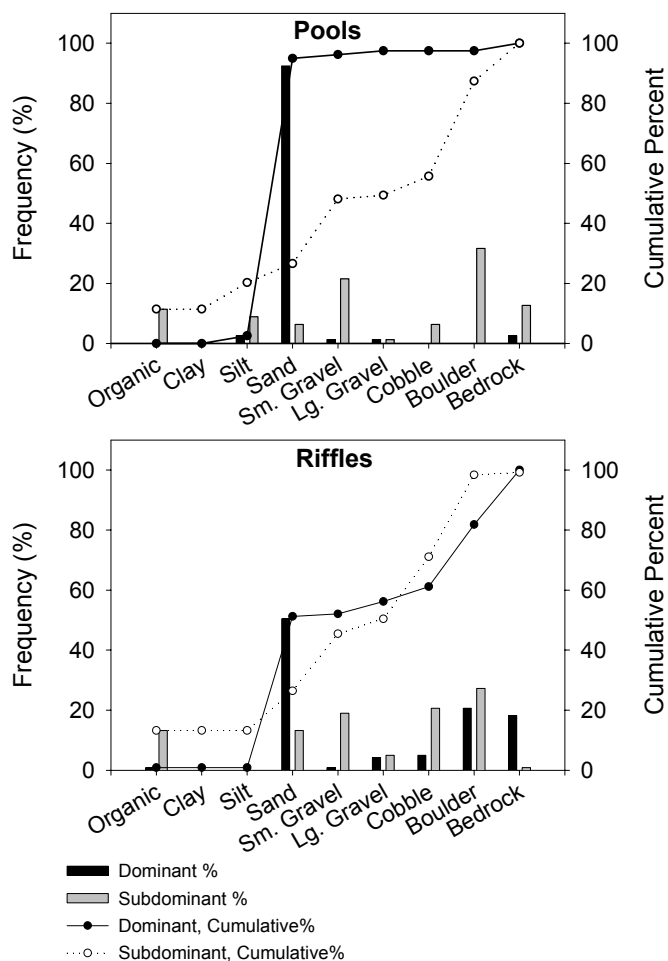 Pools
Frequency (%)
Cumulative Percent
100 100
80 80
60 60
40 40
20 20
0 0
Organic Clay Silt Sand Sm. Gravel Lg. Gravel Cobble Boulder Bedrock
Riffles
Frequency (%)
Cumulative Percent
100 100
80 80
60 60
40 40
20 20
0 0
Organic Clay Silt Sand Sm. Gravel Lg. Gravel Cobble Boulder Bedrock
Dominant %
Subdominant %
Dominant, Cumulative%
Subdominant, Cumulative%